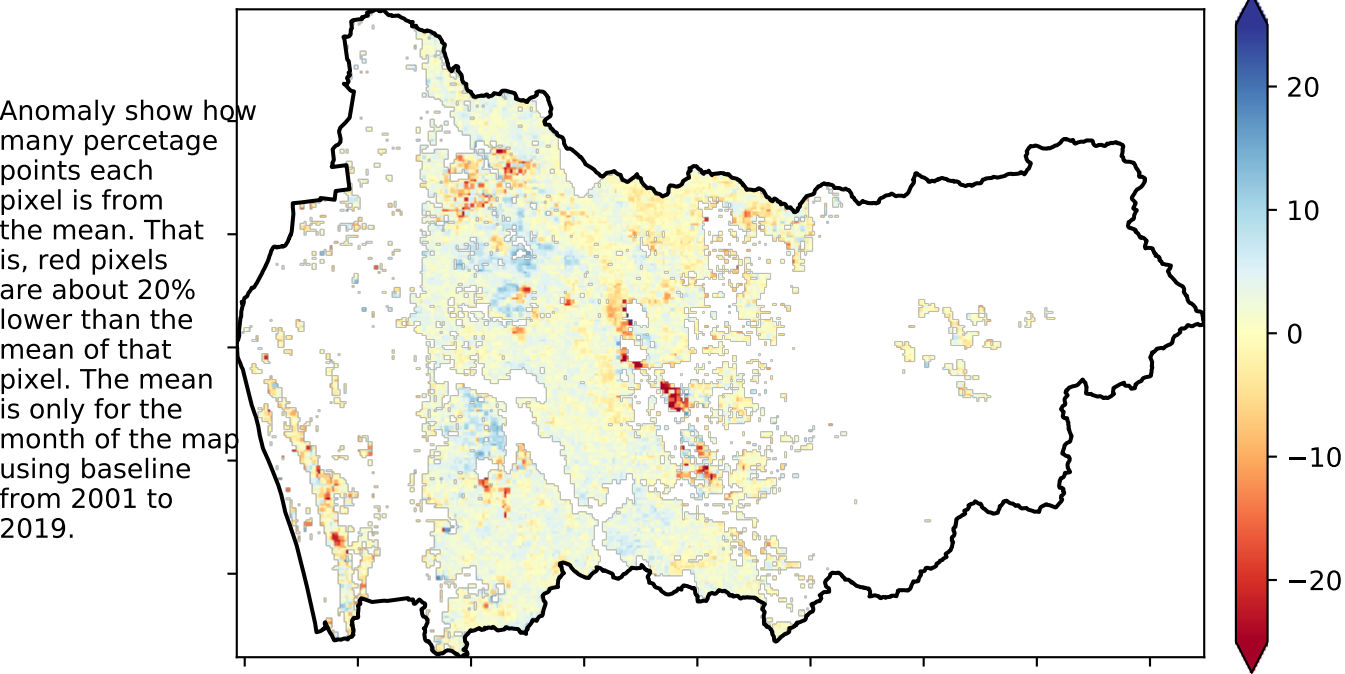 Anomaly show how
many percetage
points each
pixel is from
the mean. That
is, red pixels
are about 20%
lower than the
mean of that
pixel. The mean
is only for the
month of the map
using baseline
from 2001 to
2019.
20
10
0
−10
−20